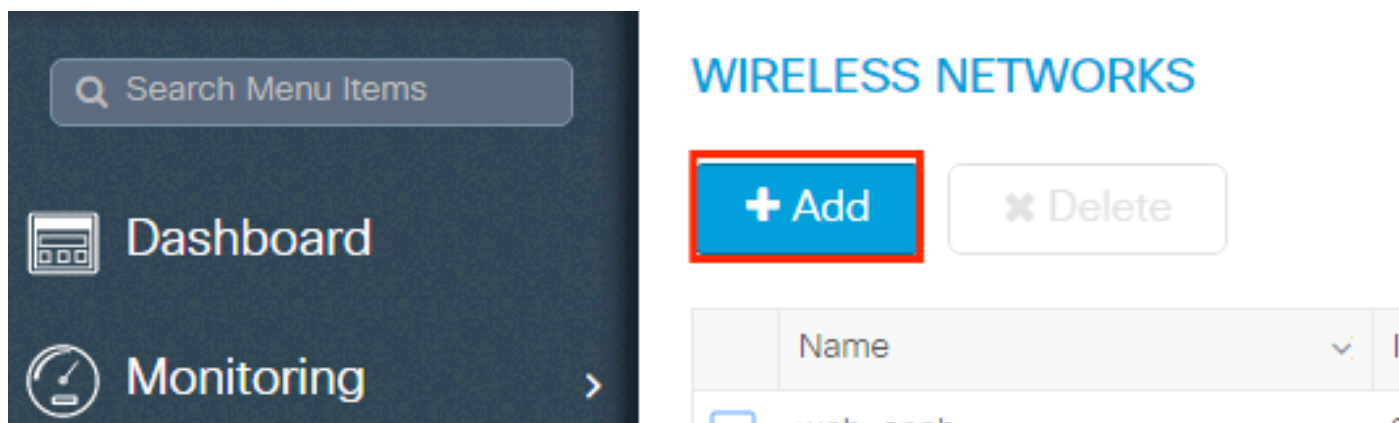 Search Menu Items
Dashboard
Monitoring
WIRELESS NETWORKS
Add
Delete
Name